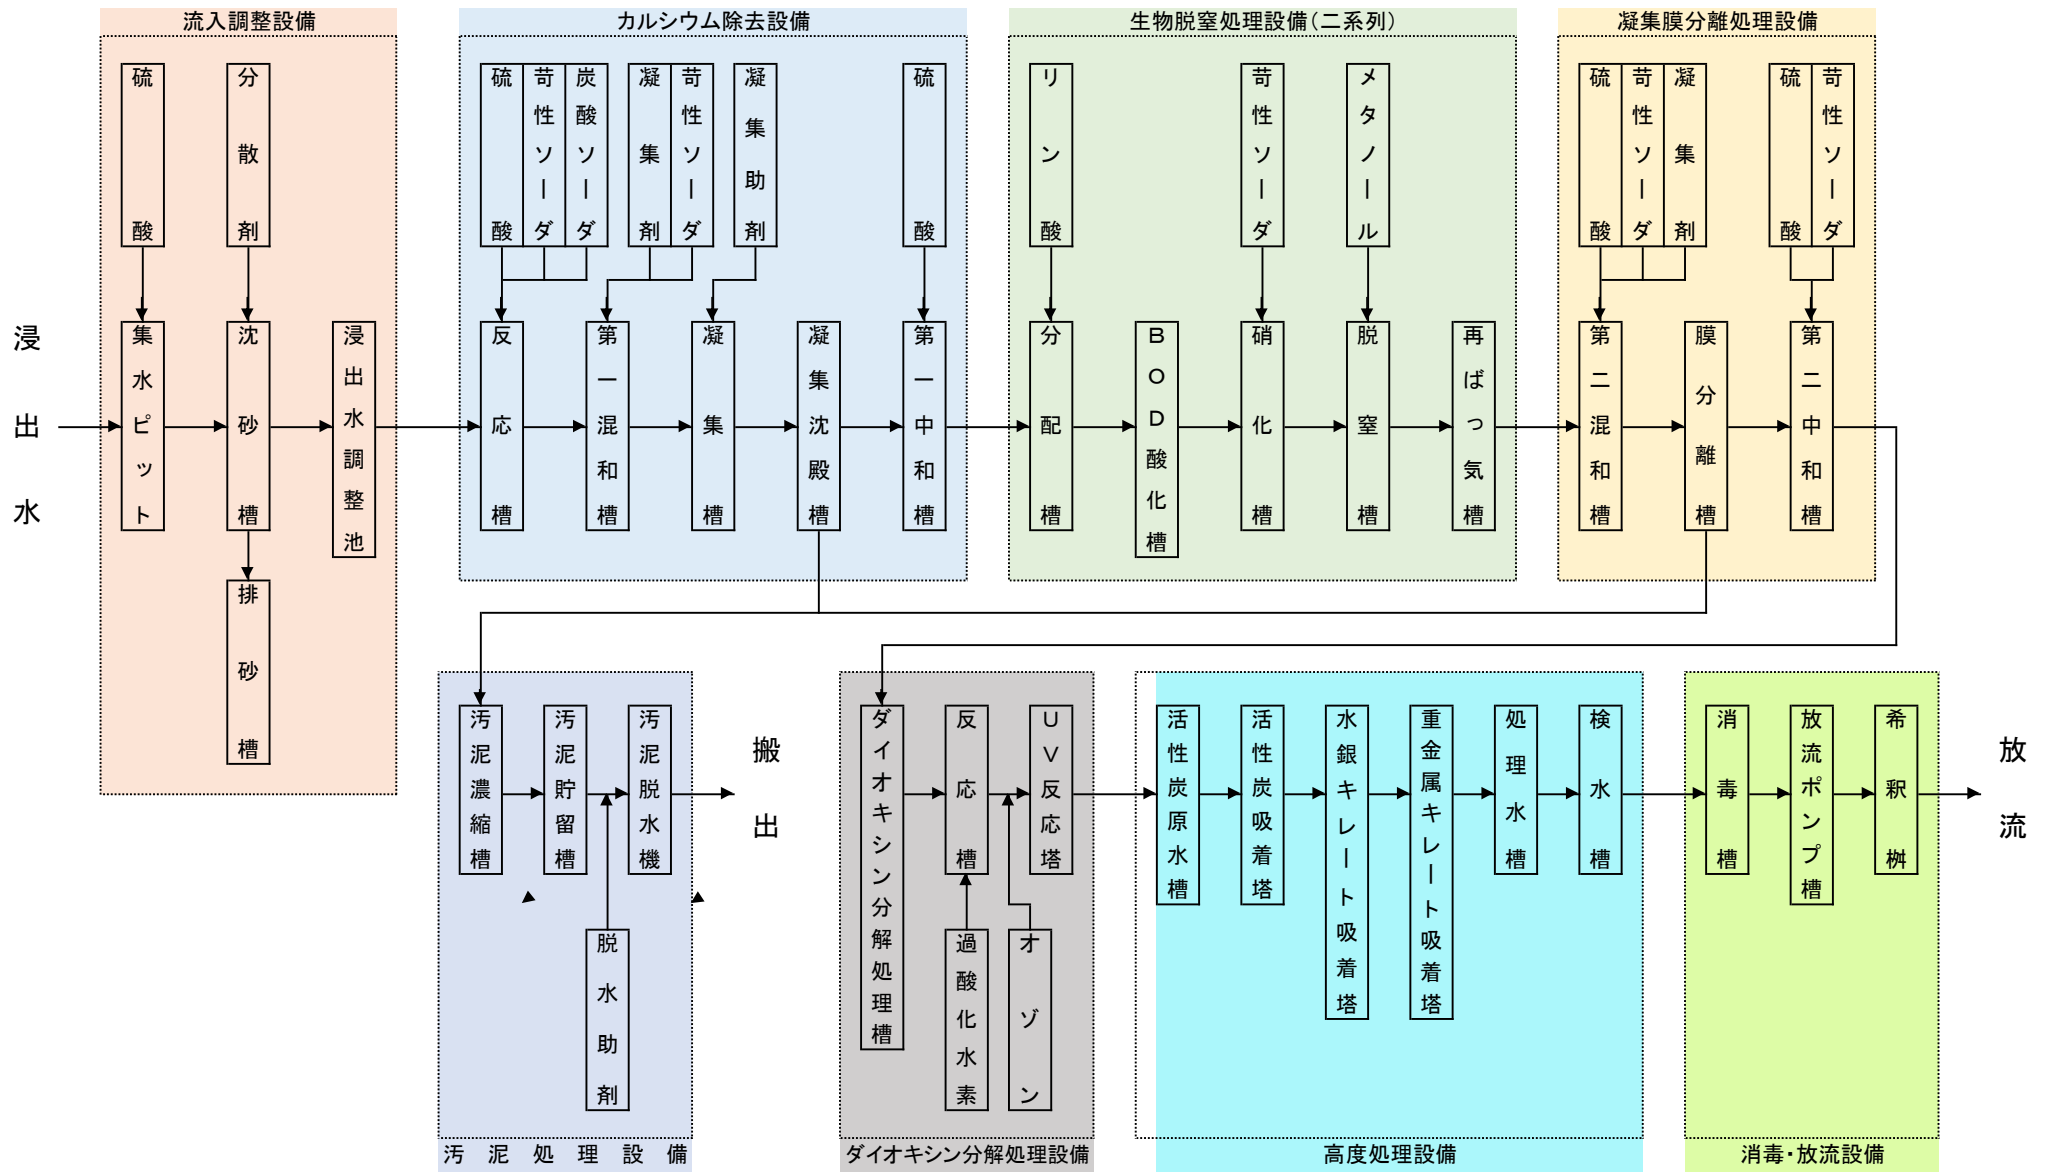 流入調整設備
カルシウム除去設備
生物脱窒処理設備（二系列）
凝集膜分離処理設備
硫酸
分散剤
硫酸
苛性ソーダ
炭酸ソーダ
凝集剤
苛性ソーダ
凝集助剤
硫酸
リン酸
苛性ソーダ
メタノール
硫酸
苛性ソーダ
凝集剤
硫酸
苛性ソーダ
浸出水
集水ピット
沈砂槽
浸出水調整池
反応槽
第一混和槽
凝集槽
凝集沈殿槽
第一中和槽
分配槽
ＢＯＤ酸化槽
硝化槽
脱窒槽
再ばっ気槽
第二混和槽
膜分離槽
第二中和槽
排砂槽
汚泥濃縮槽
汚泥貯留槽
汚泥脱水機
搬出
ダイオキシン分解処理槽
反応槽
ＵＶ反応塔
活性炭原水槽
活性炭吸着塔
水銀キレート吸着塔
重金属キレート吸着塔
処理水槽
検水槽
消毒槽
放流ポンプ槽
希釈桝
放流
脱水助剤
過酸化水素
オゾン
汚泥処理設備
ダイオキシン分解処理設備
高度処理設備
消毒・放流設備